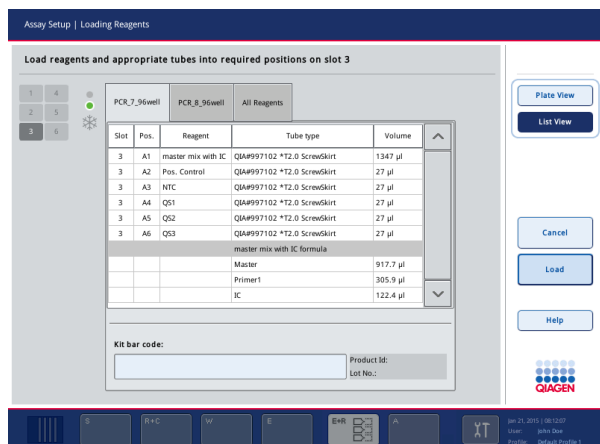 Assay Setup | Loading Reagents
Load reagents and appropriate tubes into required positions on slot 3
1 4
2 5
3 6
PCR_7_96well PCR_8_96well All Reagents
Slot Pos. Reagent Tube type Volume
3 A1 master mix with IC QIA#997102 *T2.0 ScrewSkirt 1347 µl
3 A2 Pos. Control QIA#997102 *T2.0 ScrewSkirt 27 µl
3 A3 NTC QIA#997102 *T2.0 ScrewSkirt 27 µl
3 A4 QS1 QIA#997102 *T2.0 ScrewSkirt 27 µl
3 A5 QS2 QIA#997102 *T2.0 ScrewSkirt 27 µl
3 A6 QS3 QIA#997102 *T2.0 ScrewSkirt 27 µl
master mix with IC formula
Master 917.7 µl
Primer1 305.9 µl
IC 122.4 µl
Kit bar code:
Product Id:
Lot No.:
Plate View
List View
Cancel
Load
Help
QIAGEN
S R+C W E E+R A
Jan 21, 2015 | 08:12:07
User: John Doe
Profile: Default Profile 1